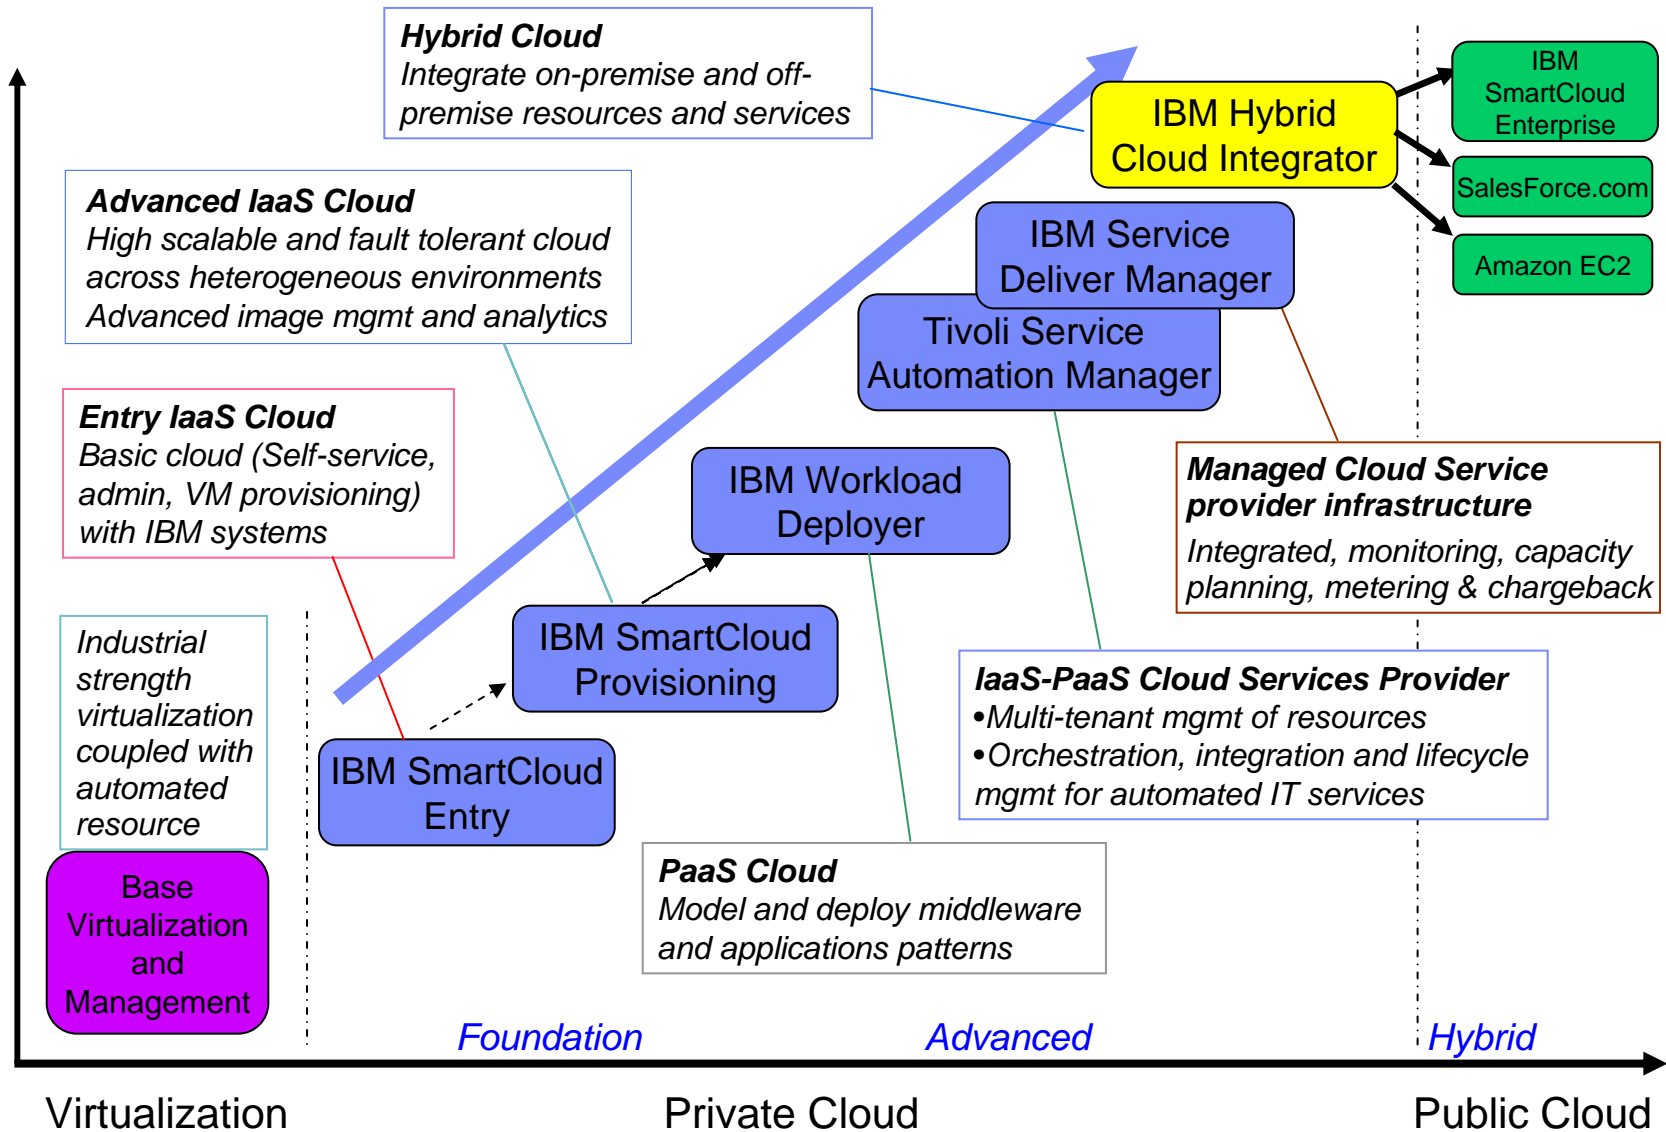 Hybrid Cloud
Integrate on-premise and off-
premise resources and services
IBM
SmartCloud
Enterprise
IBM Hybrid
Cloud Integrator
SalesForce.com
Amazon EC2
Advanced IaaS Cloud
High scalable and fault tolerant cloud
across heterogeneous environments
Advanced image mgmt and analytics
IBM Service
Deliver Manager
Tivoli Service
Automation Manager
Entry IaaS Cloud
Basic cloud (Self-service,
admin, VM provisioning)
with IBM systems
IBM Workload
Deployer
Managed Cloud Service
provider infrastructure
Integrated, monitoring, capacity
planning, metering & chargeback
Industrial
strength
virtualization
coupled with
automated
resource
IBM SmartCloud
Provisioning
IaaS-PaaS Cloud Services Provider
•Multi-tenant mgmt of resources
•Orchestration, integration and lifecycle
mgmt for automated IT services
IBM SmartCloud
Entry
PaaS Cloud
Model and deploy middleware
and applications patterns
Base
Virtualization
and
Management
Foundation
Advanced
Hybrid
Virtualization
Private Cloud
Public Cloud